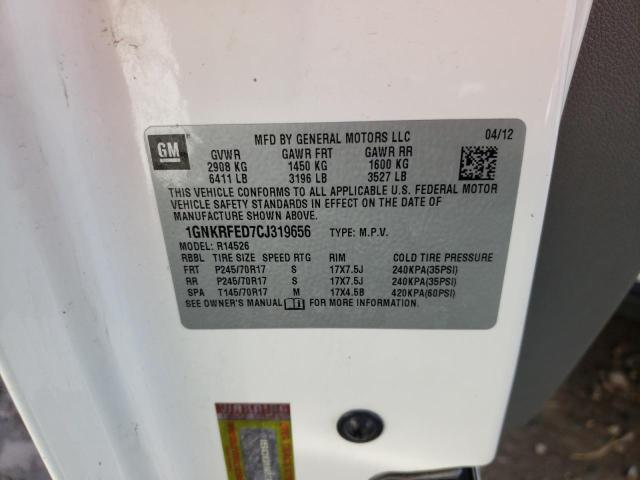 GM
MFD BY GENERAL MOTORS LLC 04/12
GVWR GAWR FRT GAWR RR
2908 KG 1450 KG 1600 KG
6411 LB 3196 LB 3527 LB
THIS VEHICLE CONFORMS TO ALL APPLICABLE U.S. FEDERAL MOTOR
VEHICLE SAFETY STANDARDS IN EFFECT ON THE DATE OF
MANUFACTURE SHOWN ABOVE.
1GNKRFED7CJ319656 TYPE: M.P.V.
MODEL: R14526
RBBL TIRE SIZE SPEED RTG RIM COLD TIRE PRESSURE
FRT P245/70R17 S 17X7.5J 240KPA(35PSI)
RR P245/70R17 S 17X7.5J 240KPA(35PSI)
SPA T145/70R17 M 17X4.5B 420KPA(60PSI)
SEE OWNER'S MANUAL FOR MORE INFORMATION.